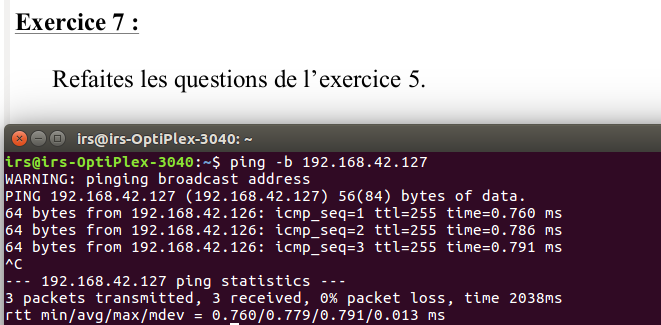 Exercice 7 :
Refaites les questions de l’exercice 5.
irs@irs-OptiPlex-3040: ~
irs@irs-OptiPlex-3040:~$ ping -b 192.168.42.127
WARNING: pinging broadcast address
PING 192.168.42.127 (192.168.42.127) 56(84) bytes of data.
64 bytes from 192.168.42.126: icmp_seq=1 ttl=255 time=0.760 ms
64 bytes from 192.168.42.126: icmp_seq=2 ttl=255 time=0.786 ms
64 bytes from 192.168.42.126: icmp_seq=3 ttl=255 time=0.791 ms
^C
--- 192.168.42.127 ping statistics ---
3 packets transmitted, 3 received, 0% packet loss, time 2038ms
rtt min/avg/max/mdev = 0.760/0.779/0.791/0.013 ms